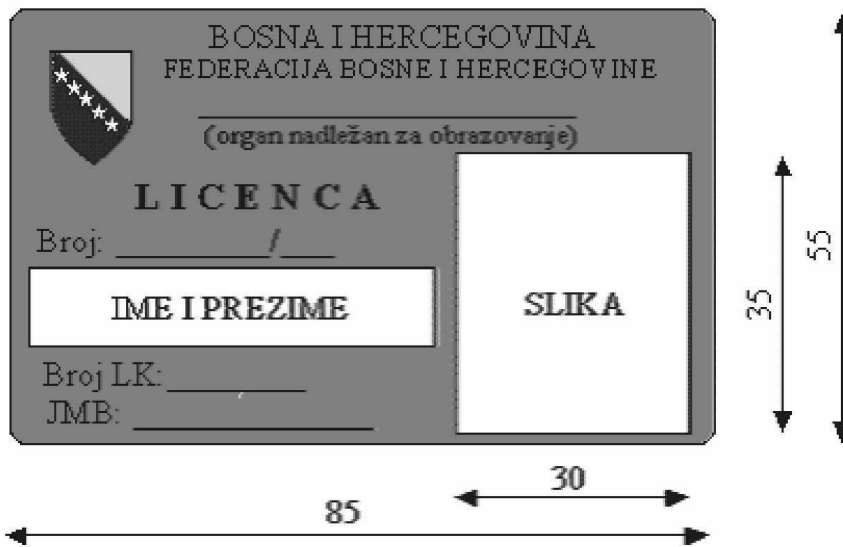 BOSNA I HERCEGOVINA
FEDERACIJA BOSNE I HERCEGOVINE
(organ nadležan za obrazovanje)
LICENCA
Broj: _________/___
IME I PREZIME
SLIKA
Broj LK:________
JMB: ______________
35
55
30
85